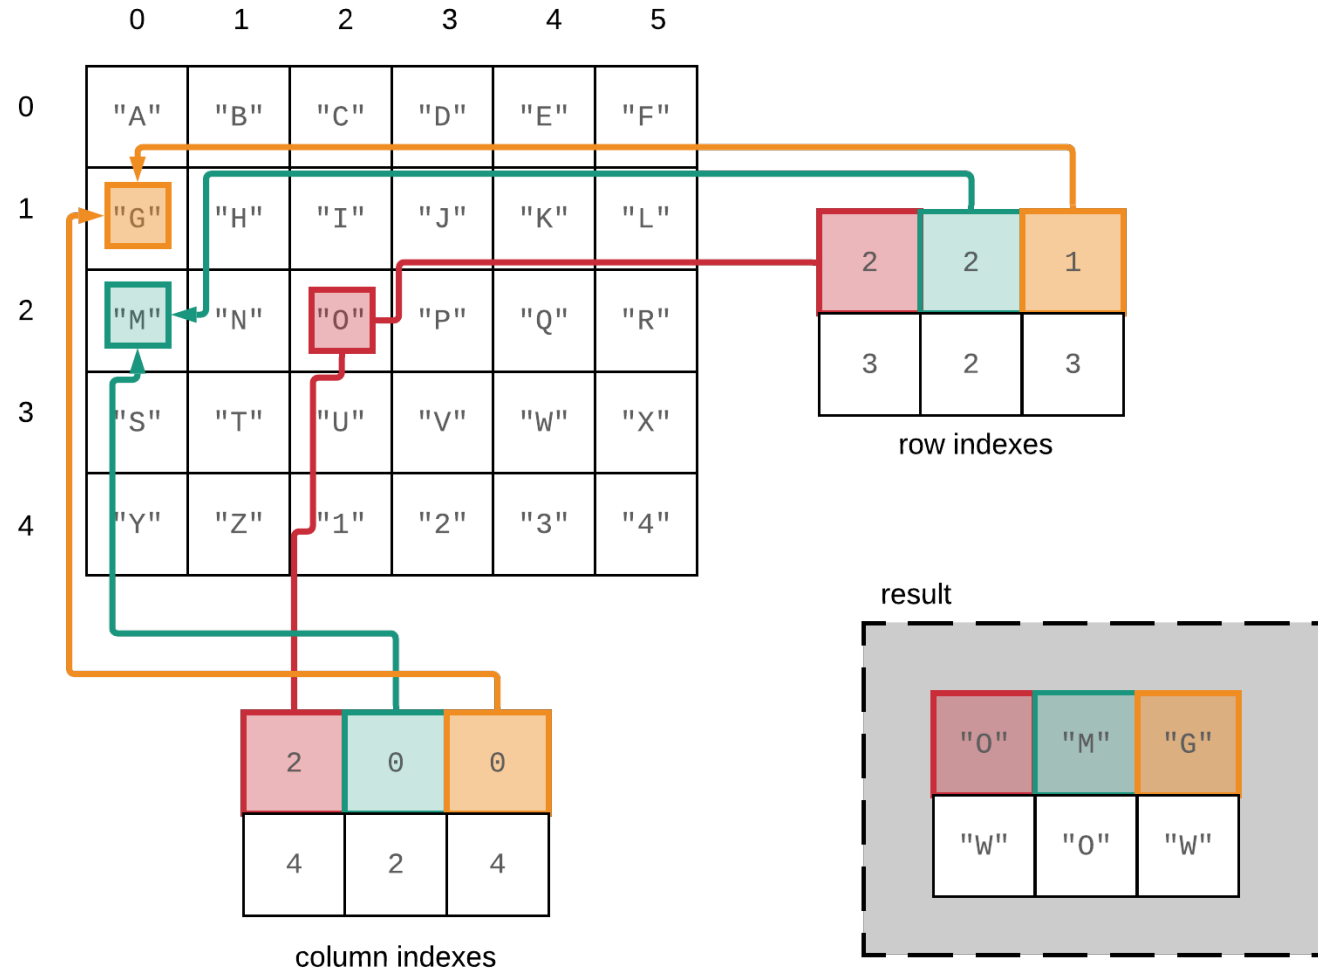 0 1 2 3 4 5
0 "A" "B" "C" "D" "E" "F"
1 "G" "H" "I" "J" "K" "L"
2 "M" "N" "O" "P" "Q" "R"
3 "S" "T" "U" "V" "W" "X"
4 "Y" "Z" "1" "2" "3" "4"
2 2 1
3 2 3
row indexes
2 0 0
4 2 4
column indexes
result
"O" "M" "G"
"W" "O" "W"